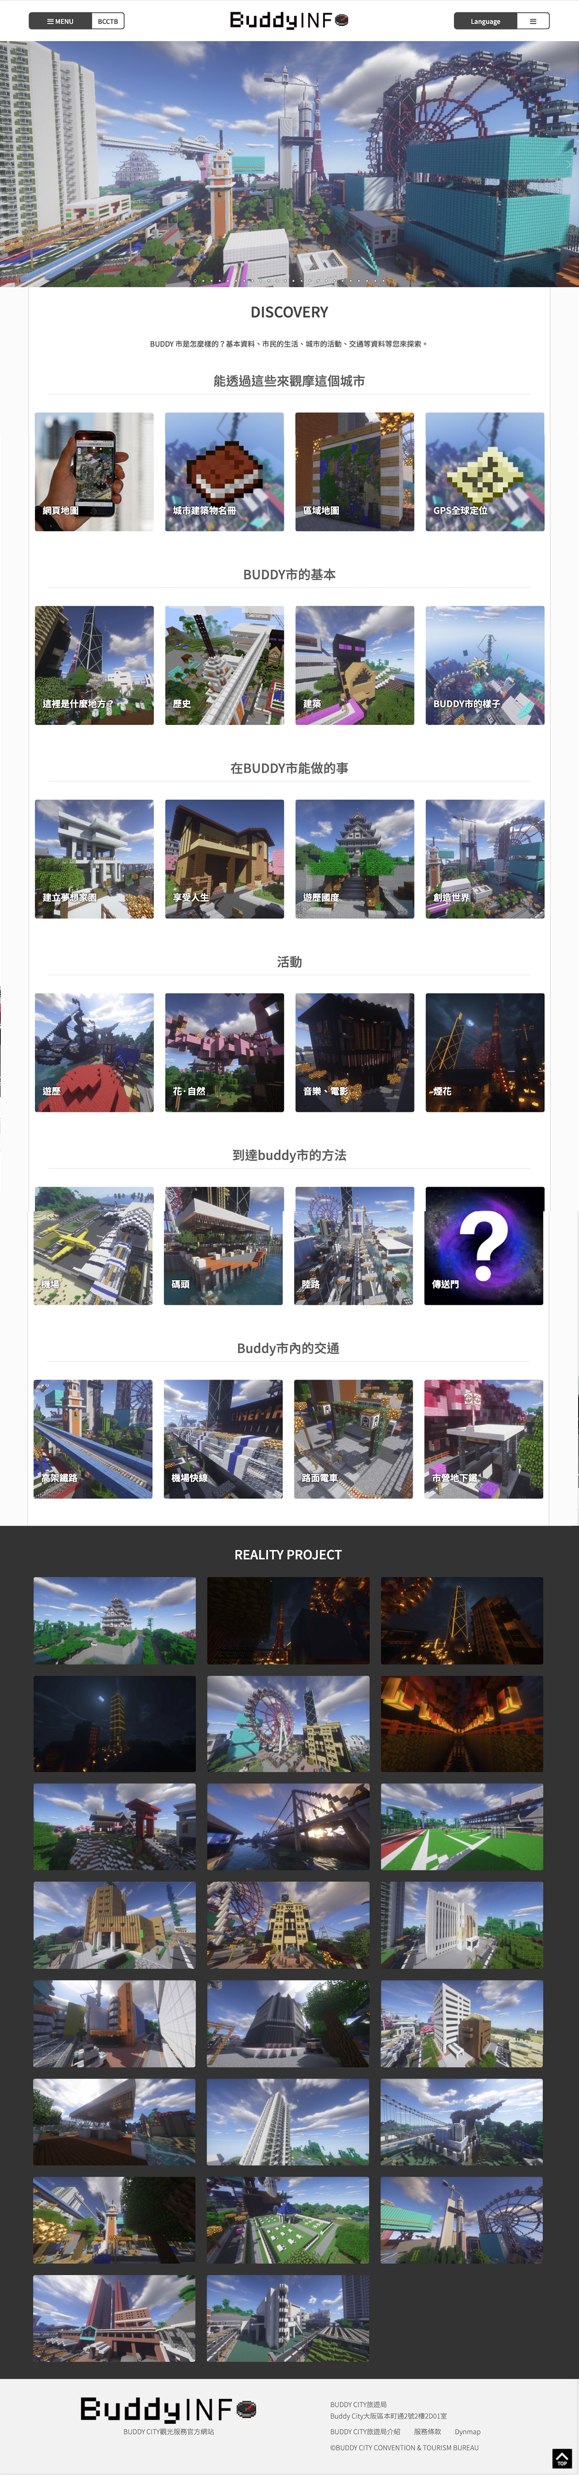 MENU
BCCTB
BuddyINFO
Language
DISCOVERY
BUDDY 市是怎麼樣的？基本資料、市民的生活、城市的活動、交通等資料等您來探索。
能透過這些來觀摩這個城市
網頁地圖
城市建築物名冊
區域地圖
GPS全球定位
BUDDY市的基本
這裡是什麼地方？
歷史
建築
BUDDY市的樣子
在BUDDY市能做的事
建立夢想家園
享受人生
遊歷國度
創造世界
活動
遊歷
花·自然
音樂、電影
煙花
到達buddy市的方法
機場
碼頭
陸路
?
傳送門
Buddy市內的交通
高架鐵路
機場快線
路面電車
市營地下鐵
REALITY PROJECT
BuddyINFO
BUDDY CITY觀光服務官方網站
BUDDY CITY旅遊局
Buddy City大阪區本町通2號2樓2D01室
BUDDY CITY旅遊局介紹
服務條款
Dynmap
©BUDDY CITY CONVENTION & TOURISM BUREAU
TOP